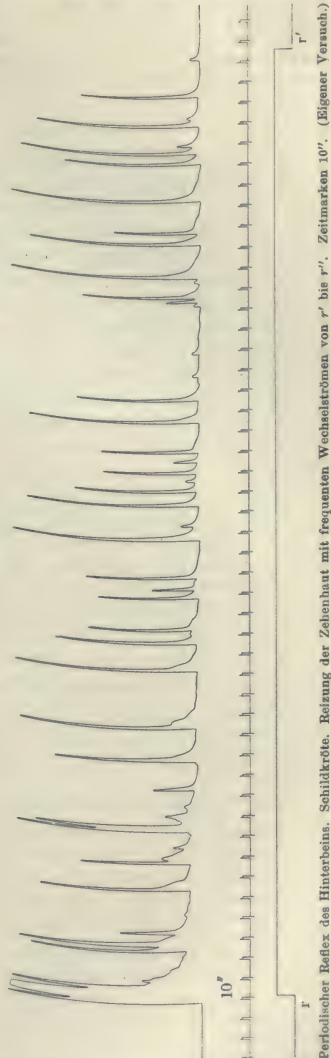 10″
r
r′
Periodischer Reflex des Hinterbeins. Schildkröte. Reizung der Zehenhaut mit frequenten Wechselströmen von r′ bis r″. Zeitmarken 10″. (Eigener Versuch.)